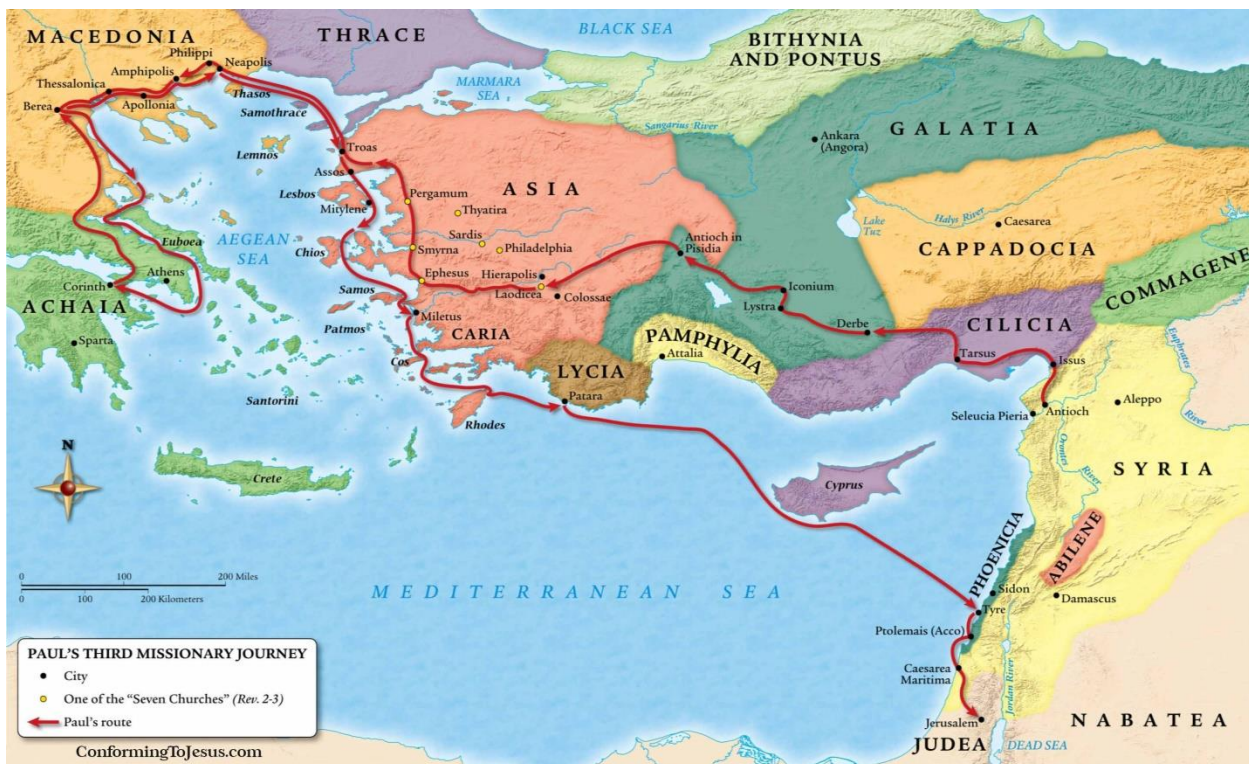 MACEDONIA
THRACE
BLACK SEA
BITHYNIA
AND PONTUS
Philippi
Neapolis
Amphipolis
Thessalonica
Apollonia
Berea
Thasos
Samothrace
MARMARA
SEA
Sangarius River
GALATIA
Ankara
(Angora)
Lemnos
Troas
Assos
ASIA
Lesbos
Mitylene
Pergamum
Thyatira
Sardis
Philadelphia
Smyrna
Lake
Tuz
Halys River
Caesarea
CAPPADOCIA
COMMAGENE
Euphrates
River
AEGEAN
SEA
Euboea
Chios
Athens
Corinth
ACHAIA
Sparta
Samos
Ephesus
Hierapolis
Laodicea
Colossae
Antioch in
Pisidia
Iconium
Lystra
Derbe
CILICIA
Tarsus
Issus
Miletus
Patmos
CARIA
PAMPHYLIA
Attalia
Cos
LYCIA
Patara
Santorini
Rhodes
Seleucia Pieria
Antioch
Aleppo
Orontes
River
SYRIA
N
Crete
Cyprus
PHOENICIA
ABILENE
Sidon
Damascus
Tyre
0 100 200 Miles
0 100 200 Kilometers
MEDITERRANEAN SEA
Ptolemais (Acco)
Caesarea
Maritima
Jordan River
Jerusalem
JUDEA
DEAD SEA
NABATEA
PAUL'S THIRD MISSIONARY JOURNEY
City
One of the “Seven Churches” (Rev. 2-3)
Paul's route
ConformingToJesus.com